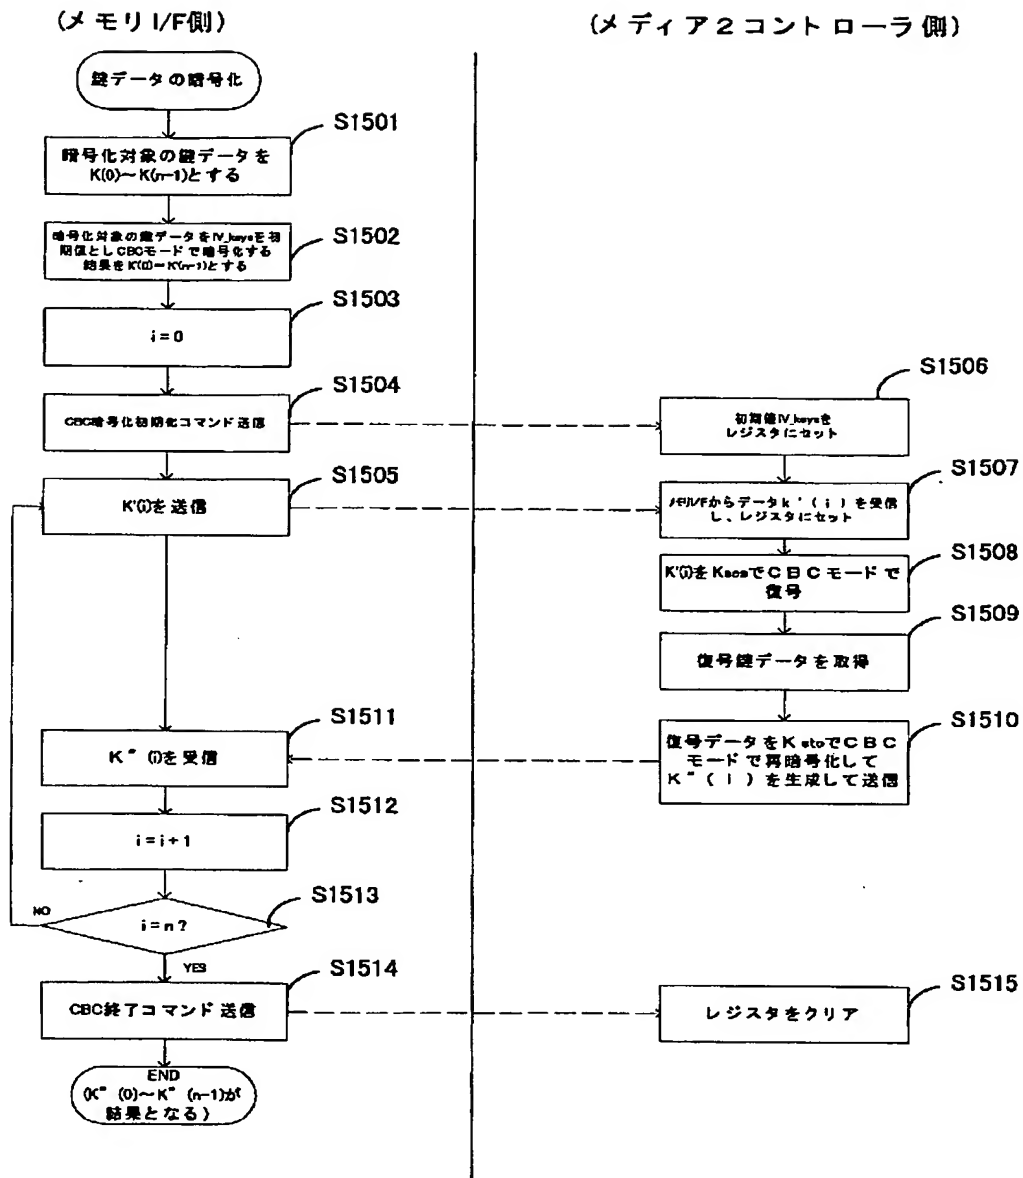 (メモリI/F側)
(メディア2コントローラ側)
鍵データの暗号化
S1501
暗号化対象の鍵データを
K(0)~K(n-1)とする
S1502
暗号化対象の鍵データをIV_keysを初
期値としCBCモードで暗号化する
結果をK'(0)~K'(n-1)とする
S1503
i=0
S1504
CBC暗号化初期化コマンド送信
S1506
初期値IV_keysを
レジスタにセット
S1505
K'(i)を送信
S1507
メモリI/Fからデータk'(i)を受信
し、レジスタにセット
S1508
K'(i)をKsesでCBCモードで
復号
S1509
復号鍵データを取得
S1510
復号データをKstoでCBC
モードで再暗号化して
K"(i)を生成して送信
S1511
K"(i)を受信
S1512
i=i+1
S1513
i=n?
NO
YES
S1514
CBC終了コマンド送信
S1515
レジスタをクリア
END
(K"(0)~K"(n-1)が
結果となる)